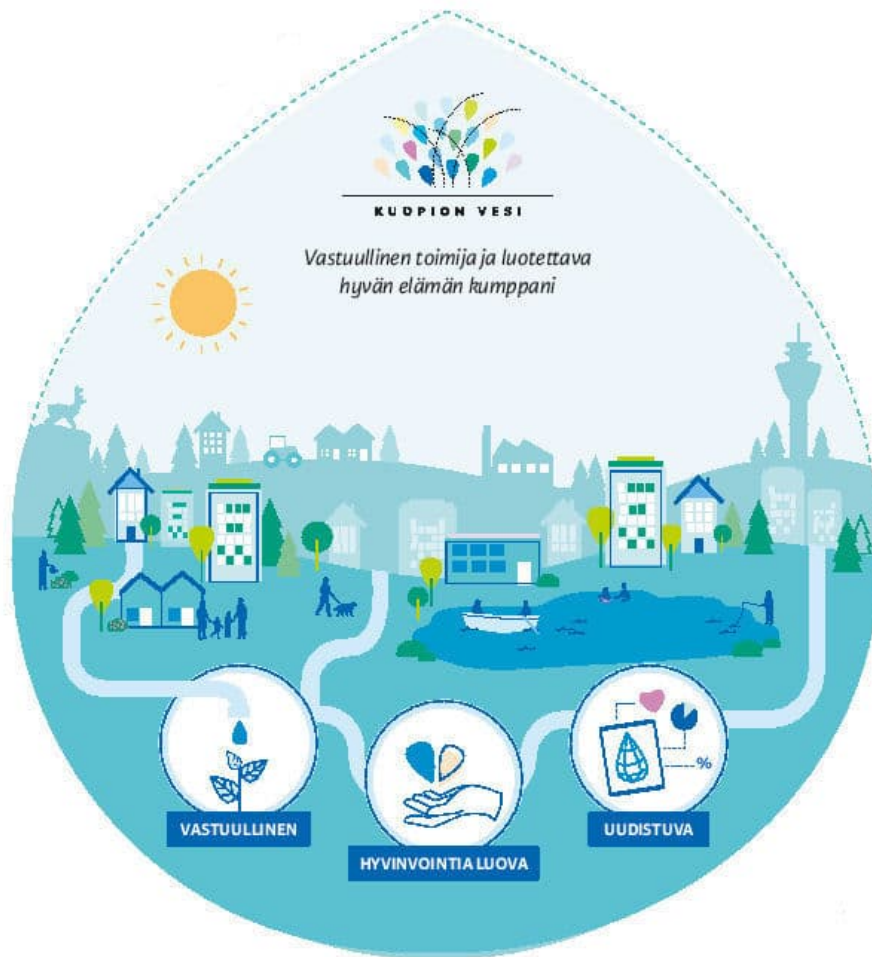 KUOPION VESI
Vastuullinen toimija ja luotettava
hyvän elämän kumppani
%
VASTUULLINEN
HYVINVOINTIA LUOVA
UUDISTUVA